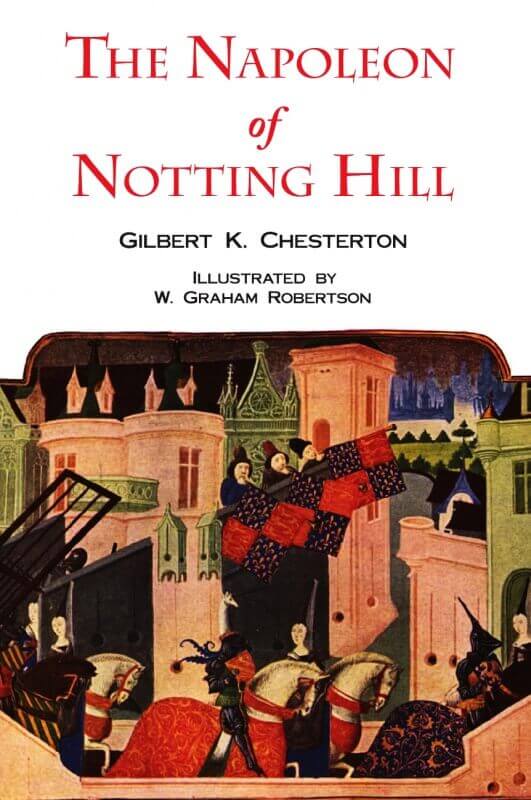 The Napoleon
of
Notting Hill
Gilbert K. Chesterton
Illustrated by
W. Graham Robertson